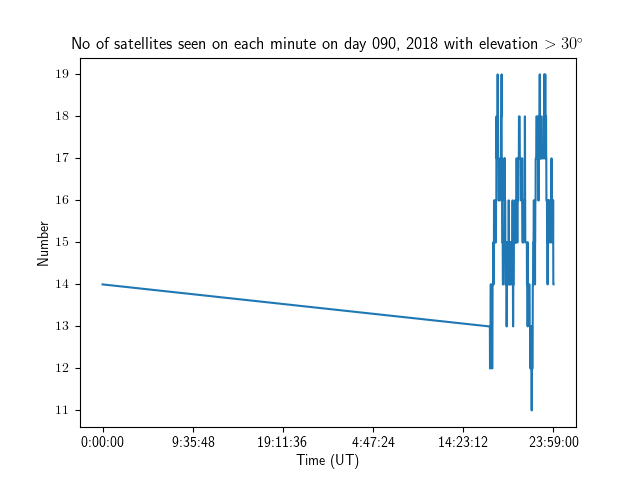 No of satellites seen on each minute on day 090, 2018 with elevation > 30°
19
18
17
16
15
14
13
12
11
Number
0:00:00 9:35:48 19:11:36 4:47:24 14:23:12 23:59:00
Time (UT)